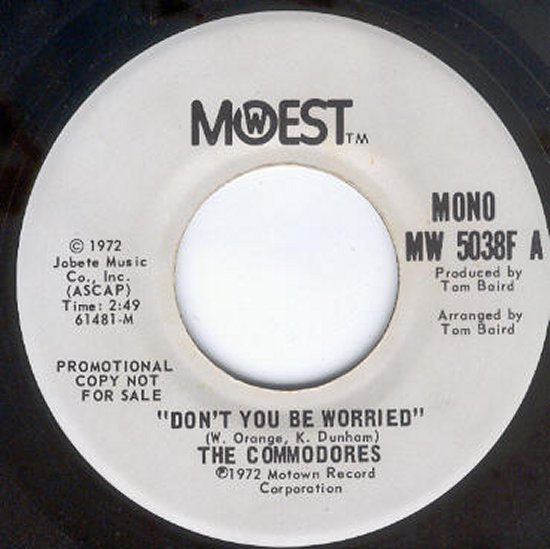 MOWEST TM
© 1972
Jobete Music
Co., Inc.
(ASCAP)
Time: 2:49
61481-M
PROMOTIONAL
COPY NOT
FOR SALE
MONO
MW 5038F A
Produced by
Tom Baird
Arranged by
Tom Baird
"DON'T YOU BE WORRIED"
(W. Orange, K. Dunham)
THE COMMODORES
℗1972 Motown Record
Corporation